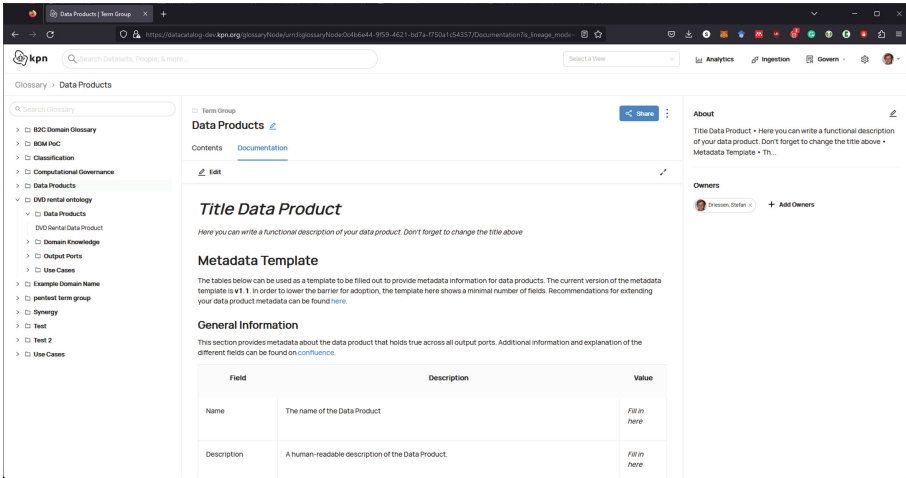 Data Products | Term Group
https://datacatalog-dev.kpn.org/glossaryNode/urn:li:glossaryNode:0c4b6e44-9f59-4621-bd7a-f750a1c54357/Documentation?is_lineage_mode=
kpn
Search Datasets, People, & more...
Select a View
Analytics
Ingestion
Govern
Glossary > Data Products
Search Glossary
B2C Domain Glossary
BGM PoC
Classification
Computational Governance
Data Products
DVD rental ontology
Data Products
DVD Rental Data Product
Domain Knowledge
Output Ports
Use Cases
Example Domain Name
pentest term group
Synergy
Test
Test 2
Use Cases
Term Group
Data Products
Share
Contents Documentation
Edit
Title Data Product
Here you can write a functional description of your data product. Don't forget to change the title above
Metadata Template
The tables below can be used as a template to be filled out to provide metadata information for data products. The current version of the metadata
template is v1.1. In order to lower the barrier for adoption, the template here shows a minimal number of fields. Recommendations for extending
your data product metadata can be found here.
General Information
This section provides metadata about the data product that holds true across all output ports. Additional information and explanation of the
different fields can be found on confluence.
Field Description Value
Name The name of the Data Product Fill in
here
Description A human-readable description of the Data Product. Fill in
here
About
Title Data Product • Here you can write a functional description
of your data product. Don't forget to change the title above •
Metadata Template • Th...
Owners
Driessen, Stefan
+ Add Owners